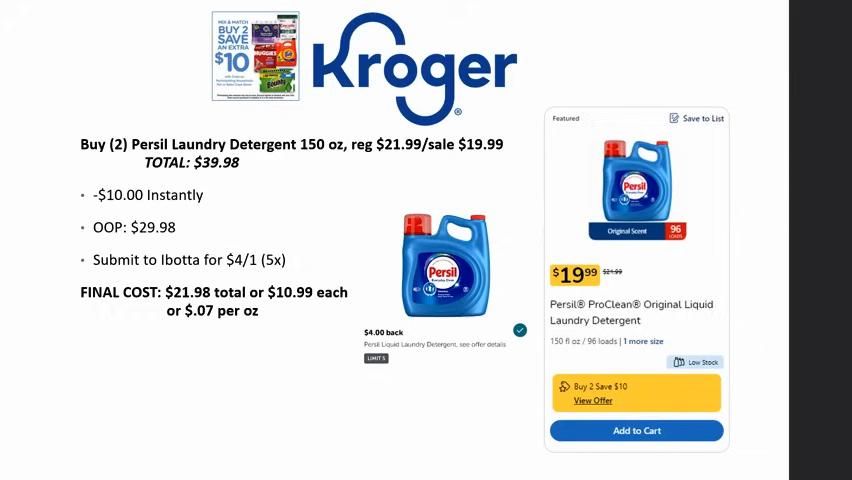 MIX & MATCH
BUY 2
SAVE
AN EXTRA
$10
HUGGIES
Tide
Bounty
Kroger
®
Buy (2) Persil Laundry Detergent 150 oz, reg $21.99/sale $19.99
TOTAL: $39.98
• -$10.00 Instantly
• OOP: $29.98
• Submit to Ibotta for $4/1 (5x)
FINAL COST: $21.98 total or $10.99 each
or $.07 per oz
Persil
$4.00 back
Persil Liquid Laundry Detergent, see offer details
LIMIT 5
Featured
Save to List
Persil
Original Scent
96
LOADS
$19.99 $21.99
Persil® ProClean® Original Liquid
Laundry Detergent
150 fl oz / 96 loads | 1 more size
Low Stock
Buy 2 Save $10
View Offer
Add to Cart